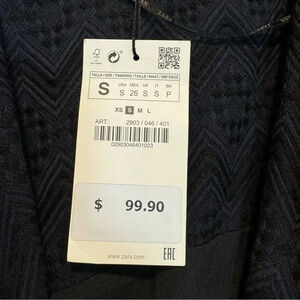 FSC
TALLA / SIZE / TAMANHO / TAILLE / MAAT / ΜΕΓΕΘΟΣ
S
USA MEX UK IT BR
S 26 S S P
XS S M L
ART.: 2903 / 046 / 401
02903046401023
$ 99.90
www.zara.com
EAC